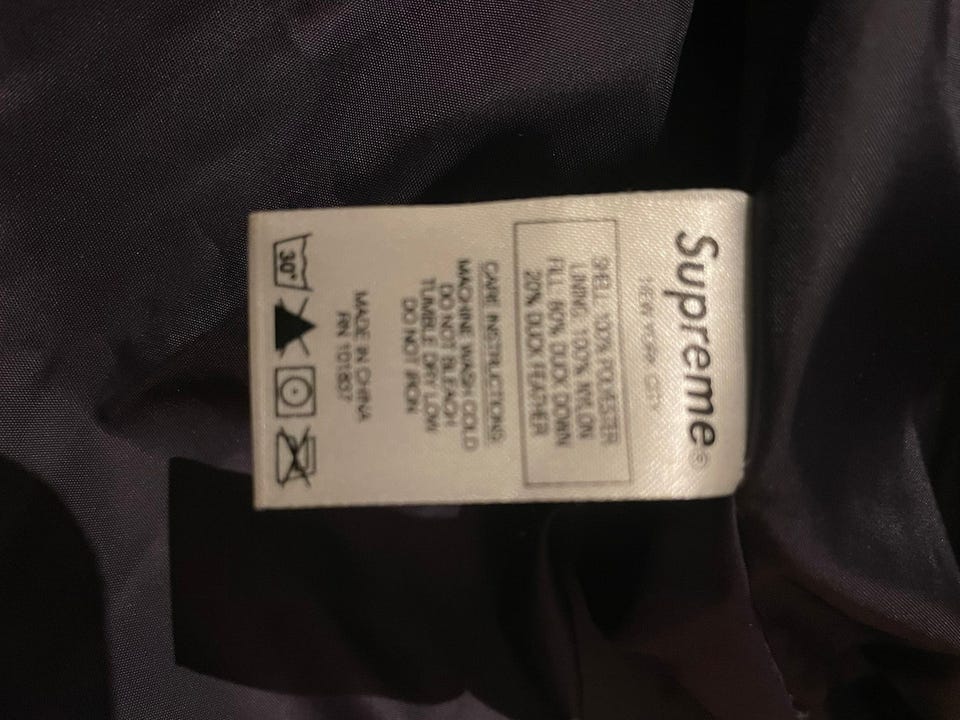 Supreme®
NEW YORK CITY
SHELL: 100% POLYESTER
LINING: 100% NYLON
FILL: 80% DUCK DOWN
20% DUCK FEATHER
CARE INSTRUCTIONS:
MACHINE WASH COLD
DO NOT BLEACH
TUMBLE DRY LOW
DO NOT IRON
MADE IN CHINA
RN 101837
30°